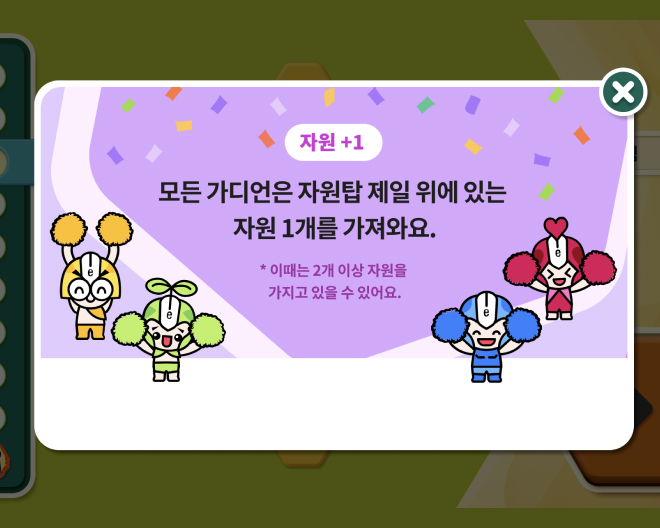 자원 +1
모든 가디언은 자원탑 제일 위에 있는
자원 1개를 가져와요.
* 이때는 2개 이상 자원을
가지고 있을 수 있어요.
e
e
e
e